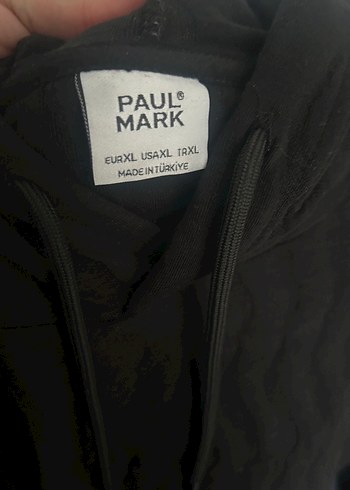 PAUL®
MARK
EURXL USAXL TRXL
MADE IN TÜRKİYE